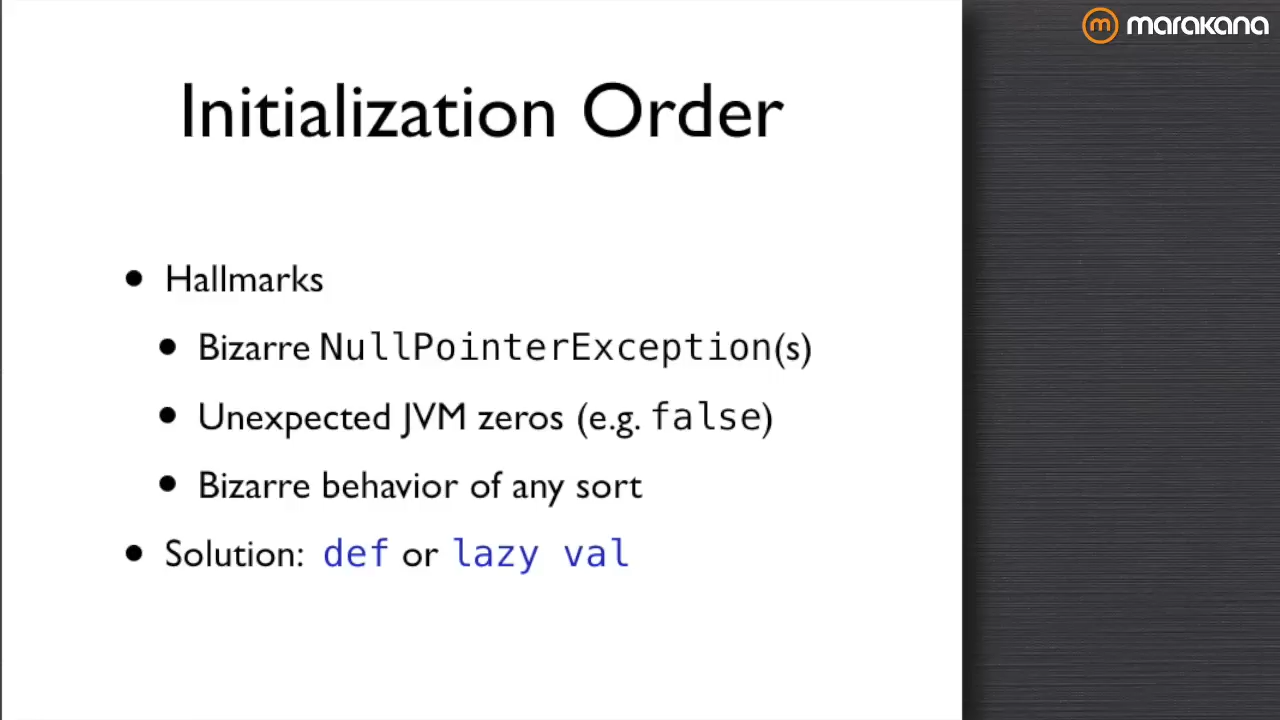 marakana
Initialization Order
• Hallmarks
• Bizarre NullPointerException(s)
• Unexpected JVM zeros (e.g. false)
• Bizarre behavior of any sort
• Solution: def or lazy val